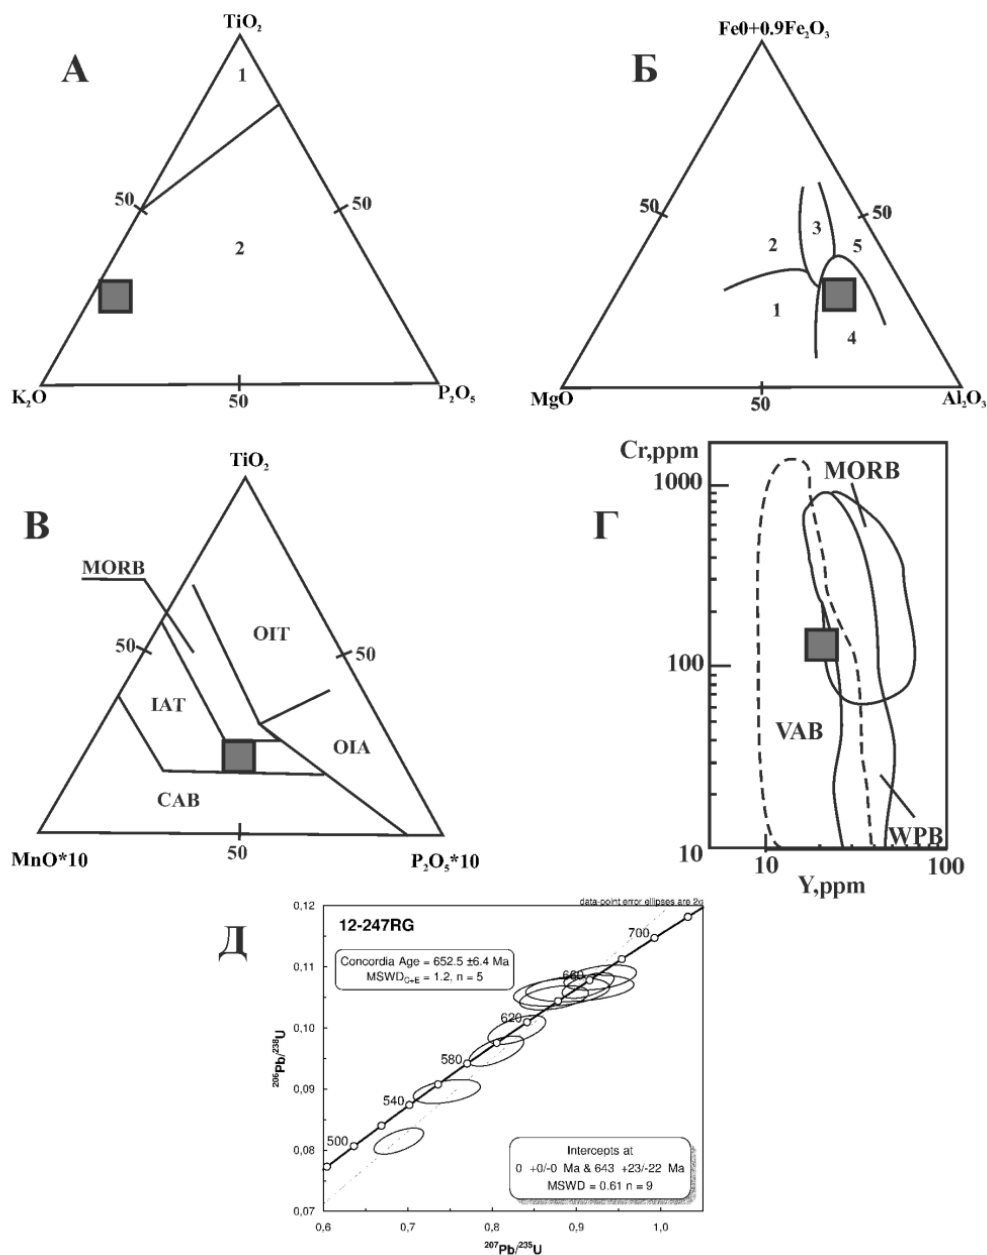 TiO₂
А
1
50
50
2
K₂O
50
P₂O₅
Fe0+0.9Fe₂O₃
Б
50
50
3
2
5
1
4
MgO
50
Al₂O₃
TiO₂
В
MORB
50
OIT
50
IAT
OIA
CAB
MnO*10
50
P₂O₅*10
Cr,ppm
MORB
1000
Г
100
VAB
WPB
10
10
100
Y,ppm
Д
data-point error ellipses are 2σ
12-247RG
Concordia Age = 652.5 ±6.4 Ma
MSWD_C+E = 1.2, n = 5
0,12
0,11
0,10
0,09
0,08
0,07
²⁰⁶Pb/²³⁸U
700
660
620
580
540
500
Intercepts at
0 +0/-0 Ma & 643 +23/-22 Ma
MSWD = 0.61 n = 9
0,6
0,7
0,8
0,9
1,0
²⁰⁷Pb/²³⁵U